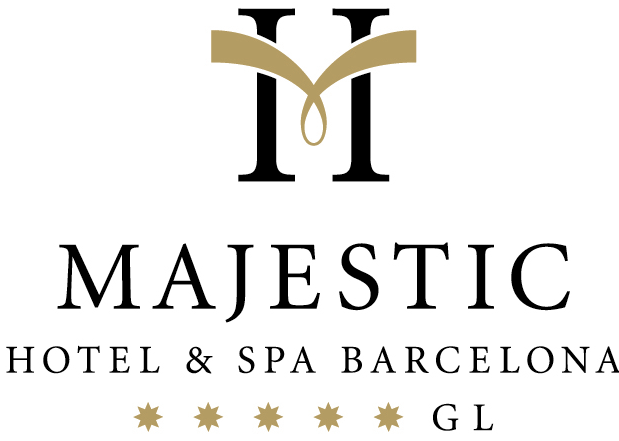 H
MAJESTIC
HOTEL & SPA BARCELONA
GL